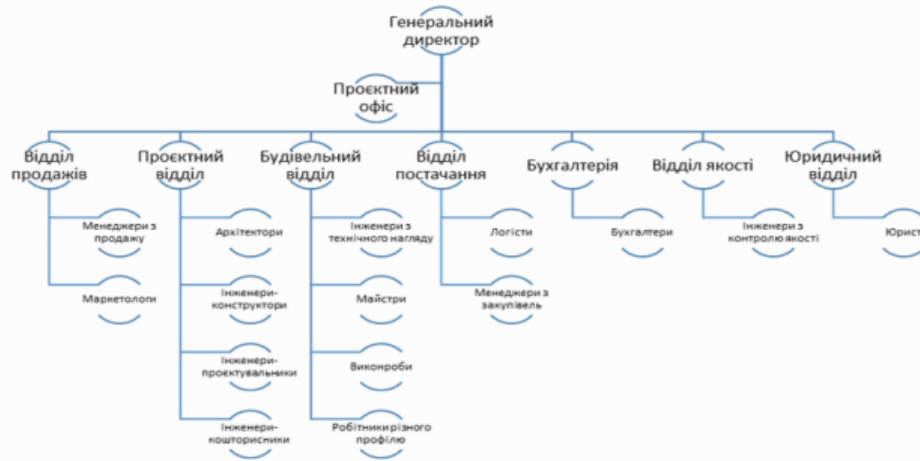 Генеральний
директор
Проєктний
офіс
Відділ
продажів
Проєктний
відділ
Будівельний
відділ
Відділ
постачання
Бухгалтерія
Відділ якості
Юридичний
відділ
Менеджери з
продажу
Архітектори
Інженери з
технічного нагляду
Логісти
Бухгалтери
Інженери з
контролю якості
Юрист
Маркетологи
Інженери-
конструктори
Майстри
Менеджери з
закупівель
Інженери-
проєктувальники
Виконроби
Інженери-
кошторисники
Робітники різного
профілю